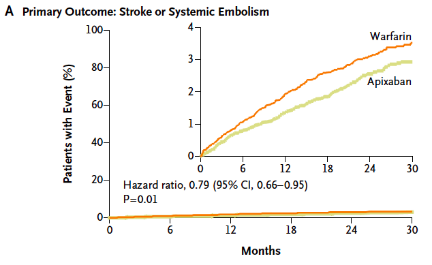 A Primary Outcome: Stroke or Systemic Embolism
Patients with Event (%)
100
80
60
40
20
0
4
3
2
1
0
Warfarin
Apixaban
0 6 12 18 24 30
Hazard ratio, 0.79 (95% CI, 0.66–0.95)
P=0.01
0 6 12 18 24 30
Months